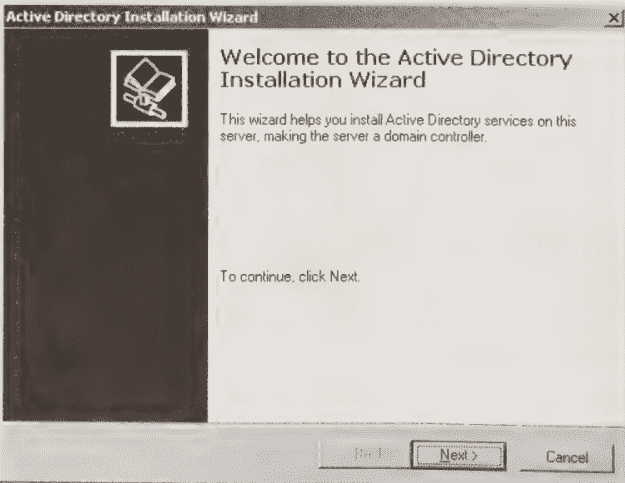 Active Directory Installation Wizard
Welcome to the Active Directory
Installation Wizard
This wizard helps you install Active Directory services on this
server, making the server a domain controller.
To continue, click Next.
Next >
Cancel